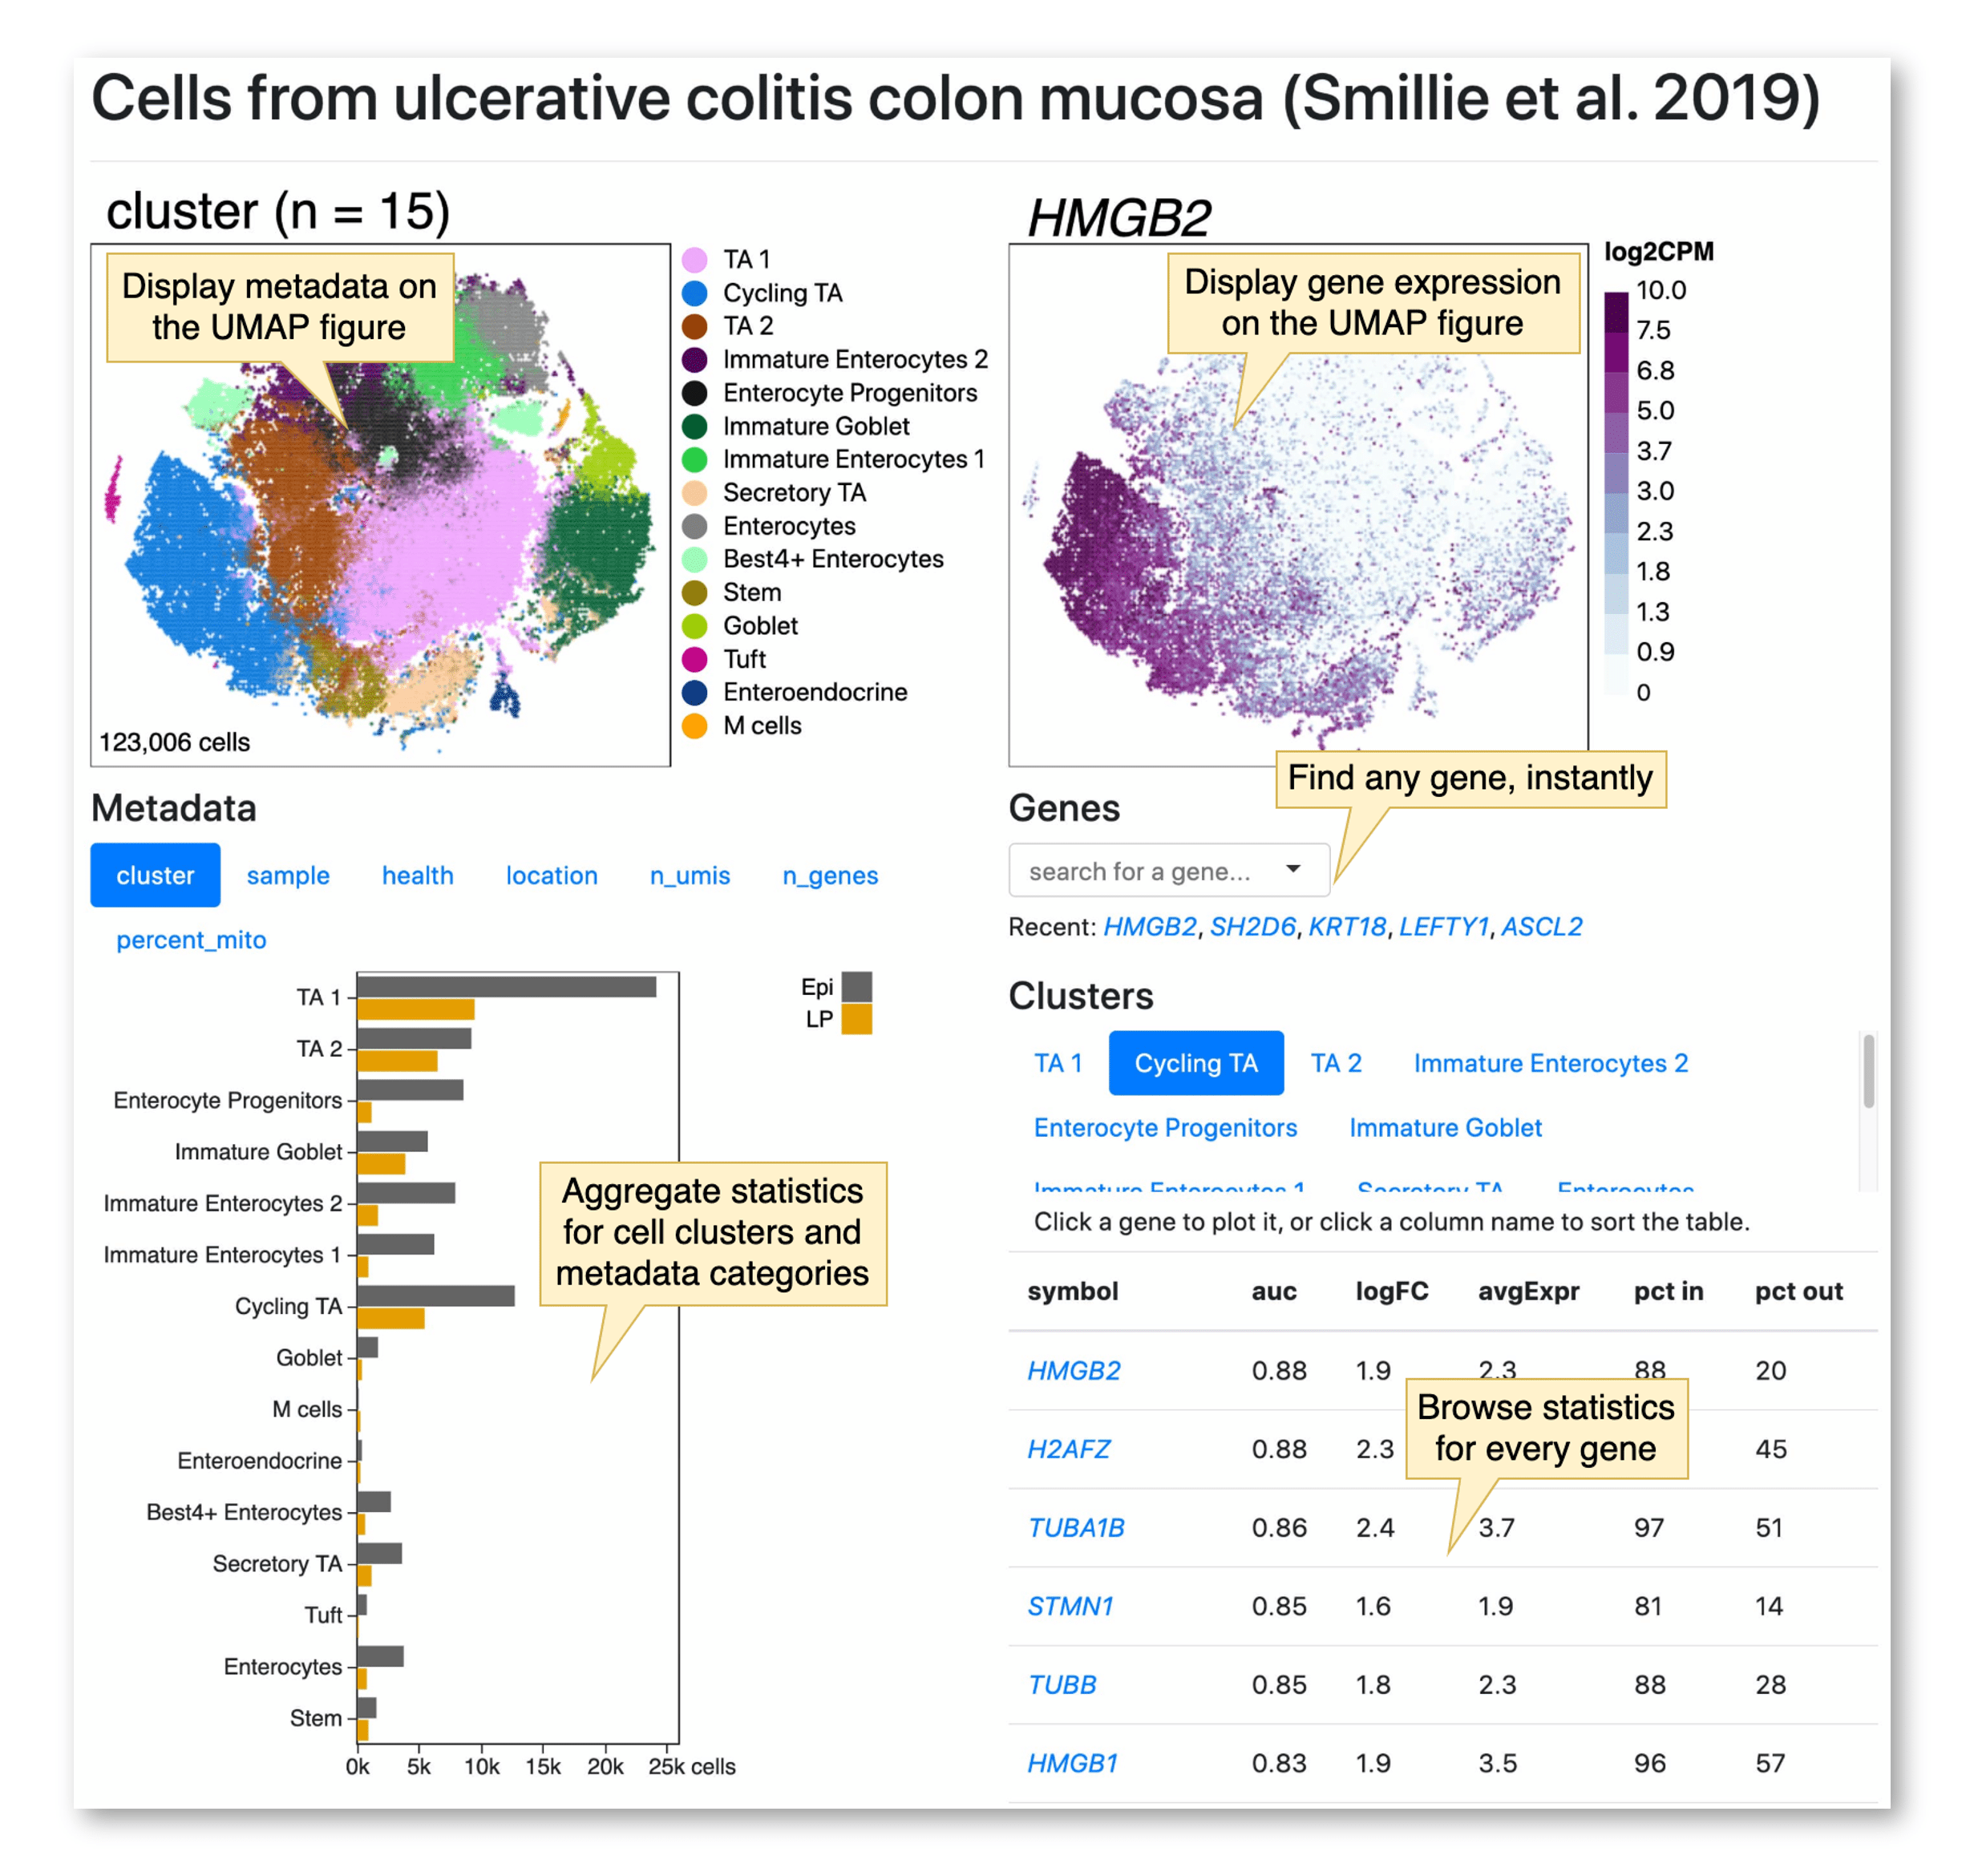 Cells from ulcerative colitis colon mucosa (Smillie et al. 2019)
cluster (n = 15)
Display metadata on
the UMAP figure
TA 1
Cycling TA
TA 2
Immature Enterocytes 2
Enterocyte Progenitors
Immature Goblet
Immature Enterocytes 1
Secretory TA
Enterocytes
Best4+ Enterocytes
Stem
Goblet
Tuft
Enteroendocrine
M cells
123,006 cells
HMGB2
Display gene expression
on the UMAP figure
log2CPM
10.0
7.5
6.8
5.0
3.7
3.0
2.3
1.8
1.3
0.9
0
Metadata
cluster sample health location n_umis n_genes
percent_mito
Epi
LP
TA 1
TA 2
Enterocyte Progenitors
Immature Goblet
Immature Enterocytes 2
Immature Enterocytes 1
Cycling TA
Goblet
M cells
Enteroendocrine
Best4+ Enterocytes
Secretory TA
Tuft
Enterocytes
Stem
0k 5k 10k 15k 20k 25k cells
Aggregate statistics
for cell clusters and
metadata categories
Find any gene, instantly
Genes
search for a gene...
Recent: HMGB2, SH2D6, KRT18, LEFTY1, ASCL2
Clusters
TA 1 Cycling TA TA 2 Immature Enterocytes 2
Enterocyte Progenitors Immature Goblet
Immature Enterocytes 1 Secretory TA Enterocytes
Click a gene to plot it, or click a column name to sort the table.
symbol auc logFC avgExpr pct in pct out
HMGB2 0.88 1.9 2.3 88 20
H2AFZ 0.88 2.3 45
Browse statistics
for every gene
TUBA1B 0.86 2.4 3.7 97 51
STMN1 0.85 1.6 1.9 81 14
TUBB 0.85 1.8 2.3 88 28
HMGB1 0.83 1.9 3.5 96 57